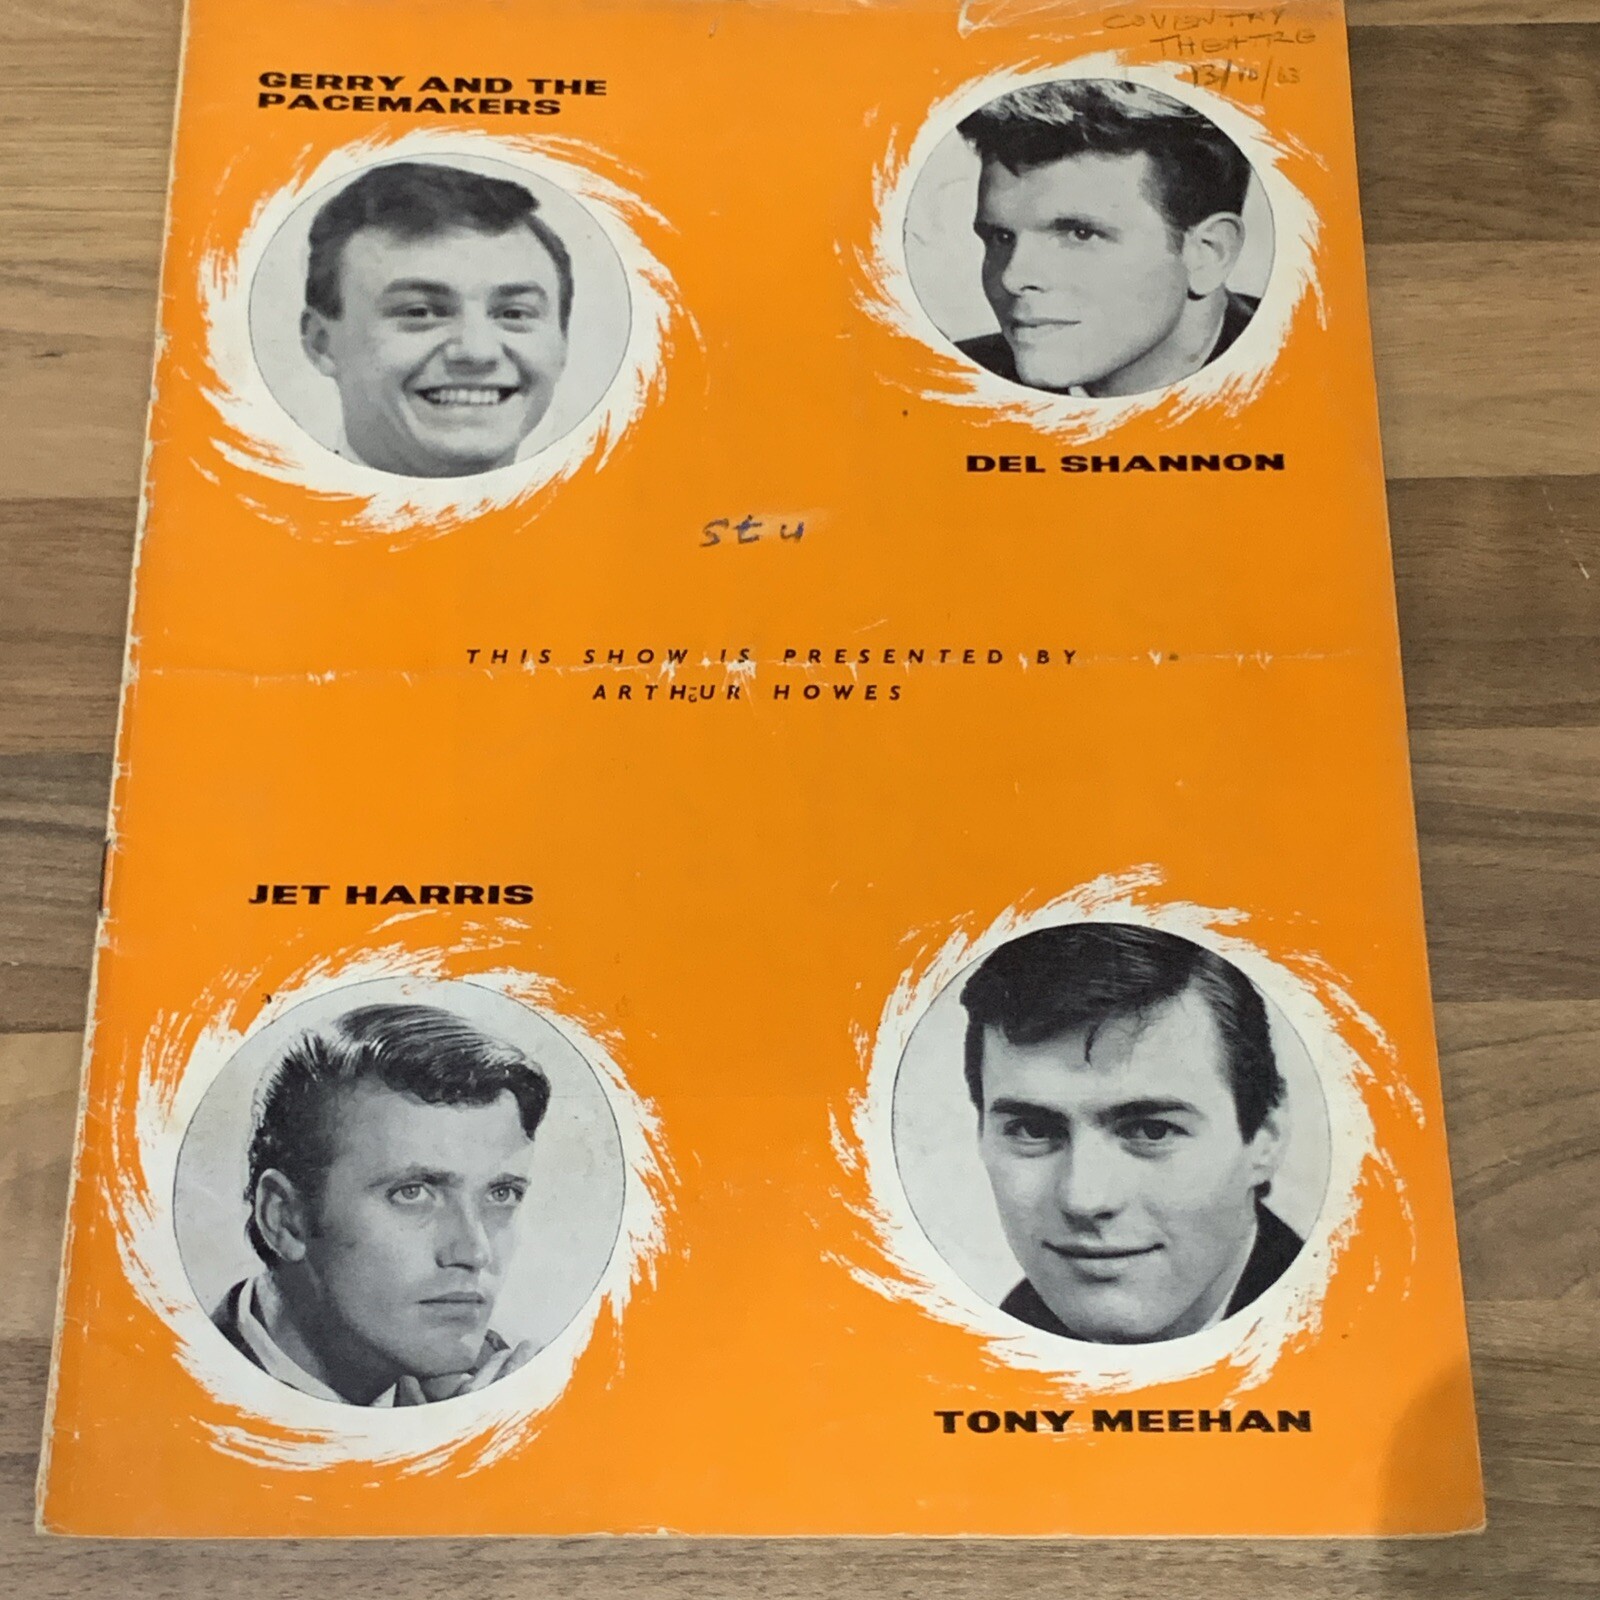 COVENTRY
THEATRE
13/10/63
GERRY AND THE
PACEMAKERS
DEL SHANNON
stu
THIS SHOW IS PRESENTED BY
ARTHUR HOWES
JET HARRIS
TONY MEEHAN